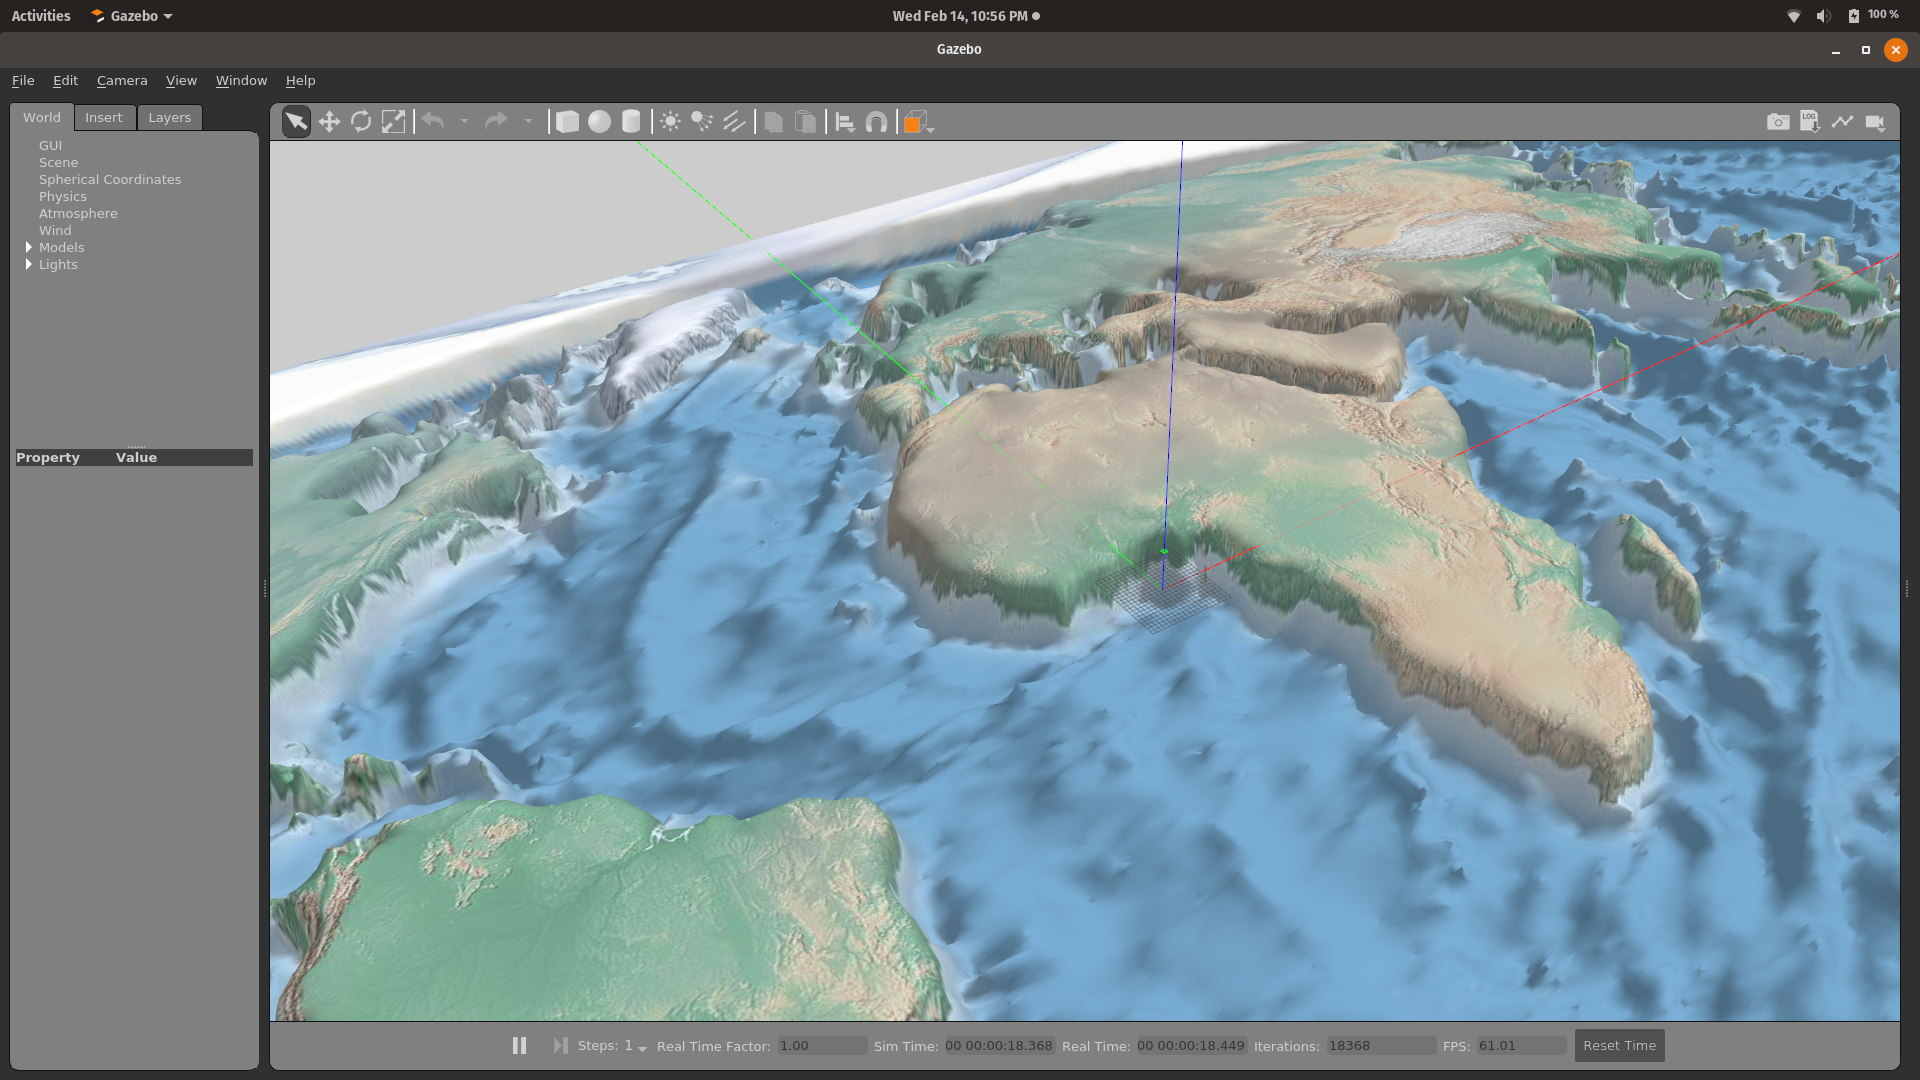 Activities Gazebo Wed Feb 14, 10:56 PM 100 %
Gazebo
File Edit Camera View Window Help
World Insert Layers
LOG
GUI
Scene
Spherical Coordinates
Physics
Atmosphere
Wind
Models
Lights
Property Value
Steps: 1 Real Time Factor: 1.00 Sim Time: 00 00:00:18.368 Real Time: 00 00:00:18.449 Iterations: 18368 FPS: 61.01 Reset Time